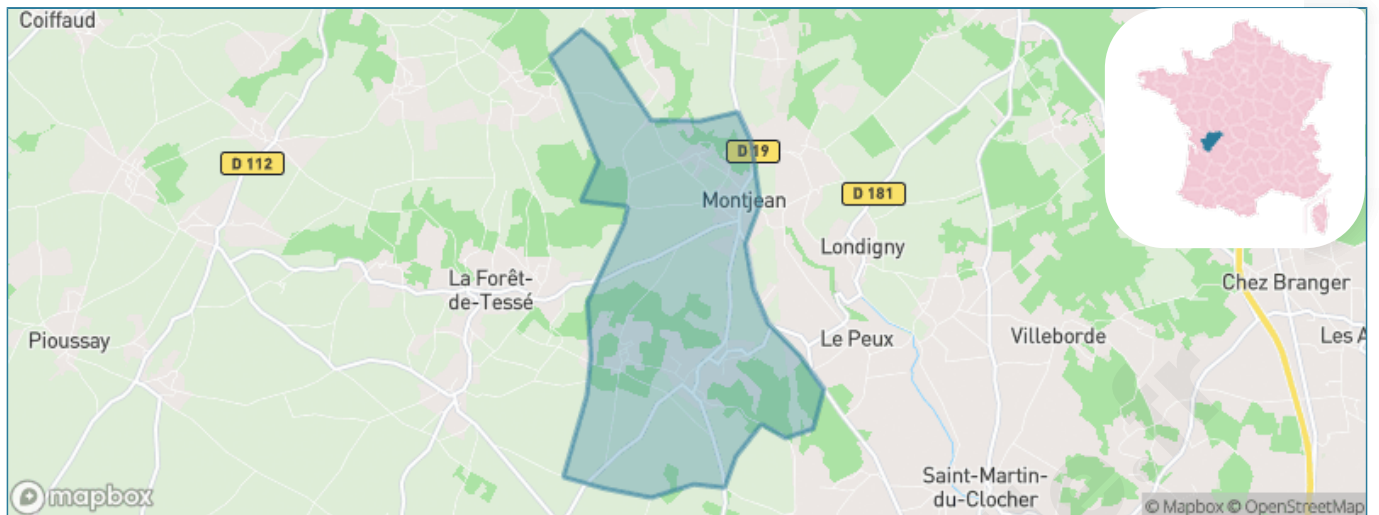 Coiffaud
D 112
D 19
Montjean
D 181
Londigny
La Forêt-
de-Tessé
Chez Branger
Pioussay
Le Peux
Villeborde
Les A
Saint-Martin-
du-Clocher
mapbox
© Mapbox © OpenStreetMap